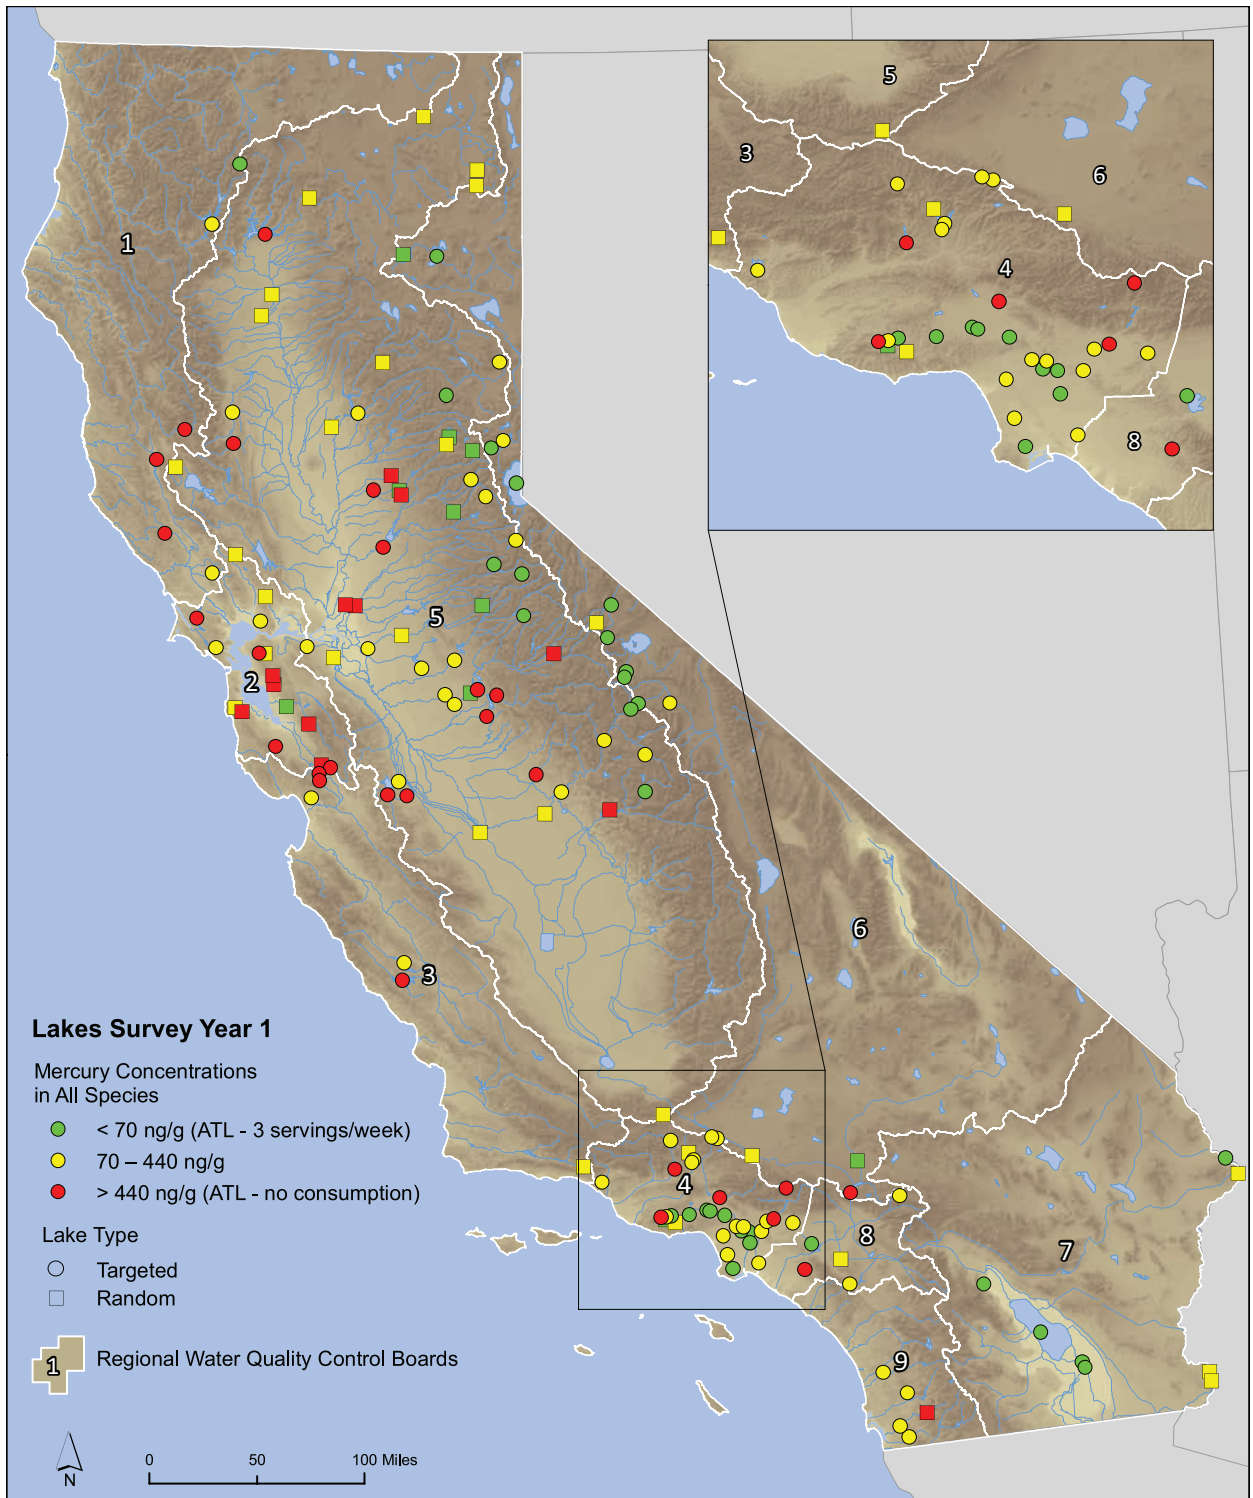 5
3
6
4
8
1
5
2
6
3
4
8
7
9
Lakes Survey Year 1
Mercury Concentrations
in All Species
< 70 ng/g (ATL - 3 servings/week)
70 – 440 ng/g
> 440 ng/g (ATL - no consumption)
Lake Type
Targeted
Random
1 Regional Water Quality Control Boards
N
0 50 100 Miles